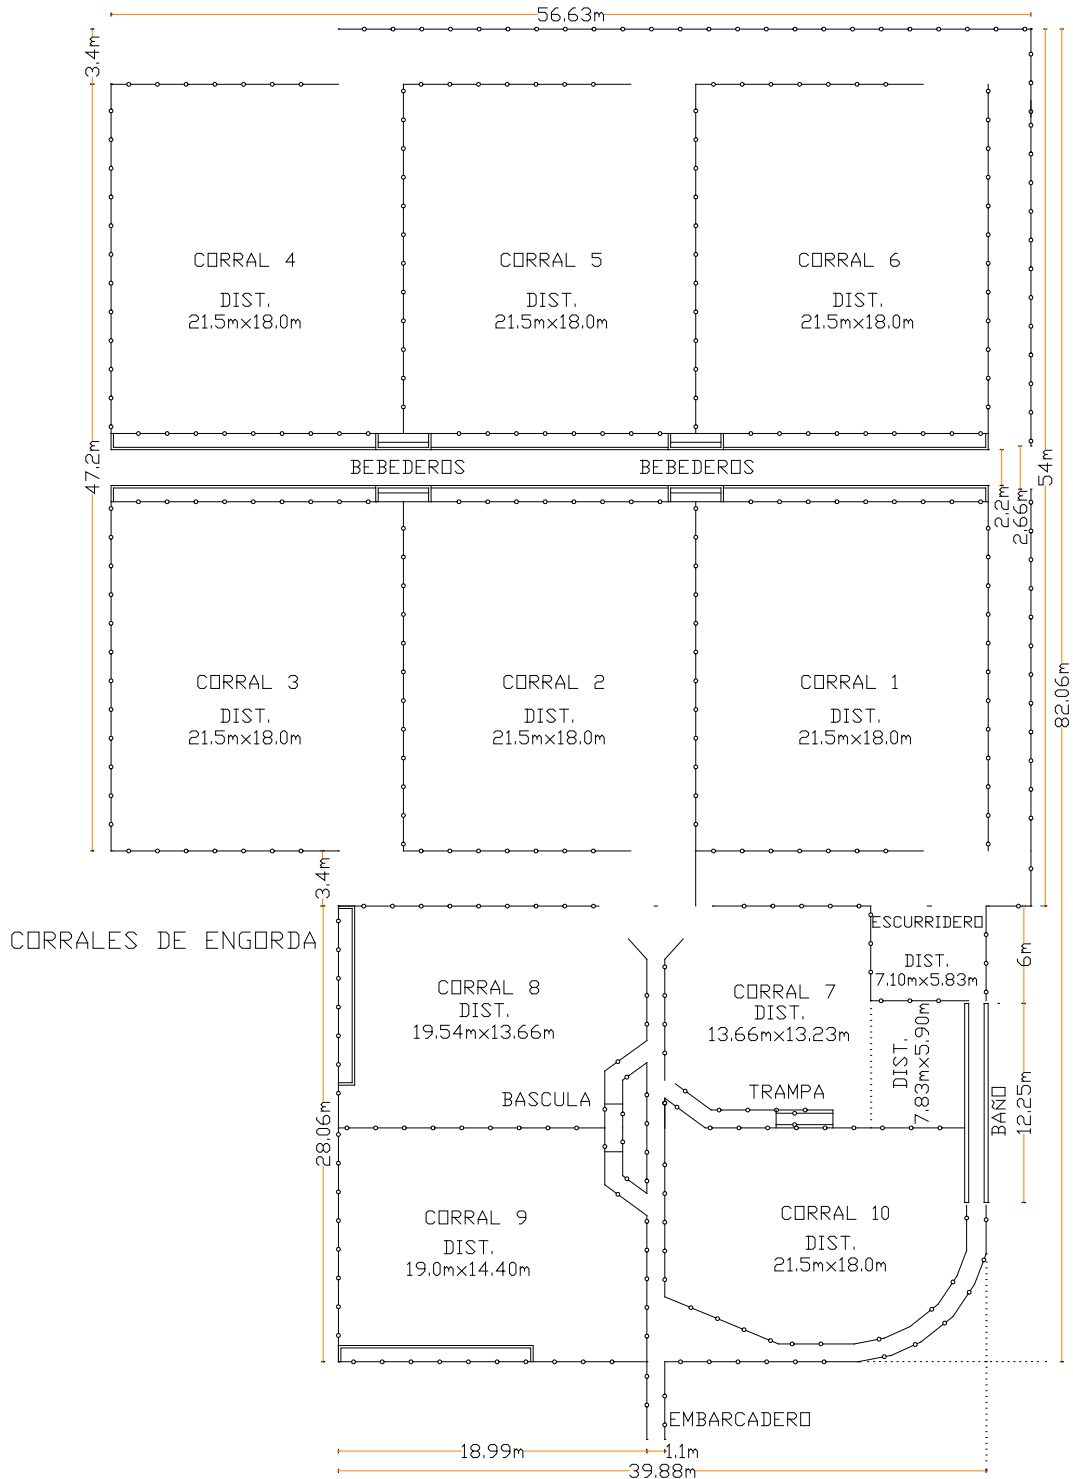 56.63m
3.4m
CORRAL 4
DIST.
21.5mx18.0m
CORRAL 5
DIST.
21.5mx18.0m
CORRAL 6
DIST.
21.5mx18.0m
BEBEDEROS
BEBEDEROS
47.2m
54m
2.2m
2.66m
CORRAL 3
DIST.
21.5mx18.0m
CORRAL 2
DIST.
21.5mx18.0m
CORRAL 1
DIST.
21.5mx18.0m
82.06m
3.4m
CORRALES DE ENGORDA
ESCURRIDERO
DIST.
7.10mx5.83m
6m
CORRAL 8
DIST.
19.54mx13.66m
CORRAL 7
DIST.
13.66mx13.23m
DIST.
7.83mx5.90m
BASCULA
TRAMPA
BAÑO
12.25m
28.06m
CORRAL 9
DIST.
19.0mx14.40m
CORRAL 10
DIST.
21.5mx18.0m
EMBARCADERO
18.99m
1.1m
39.88m